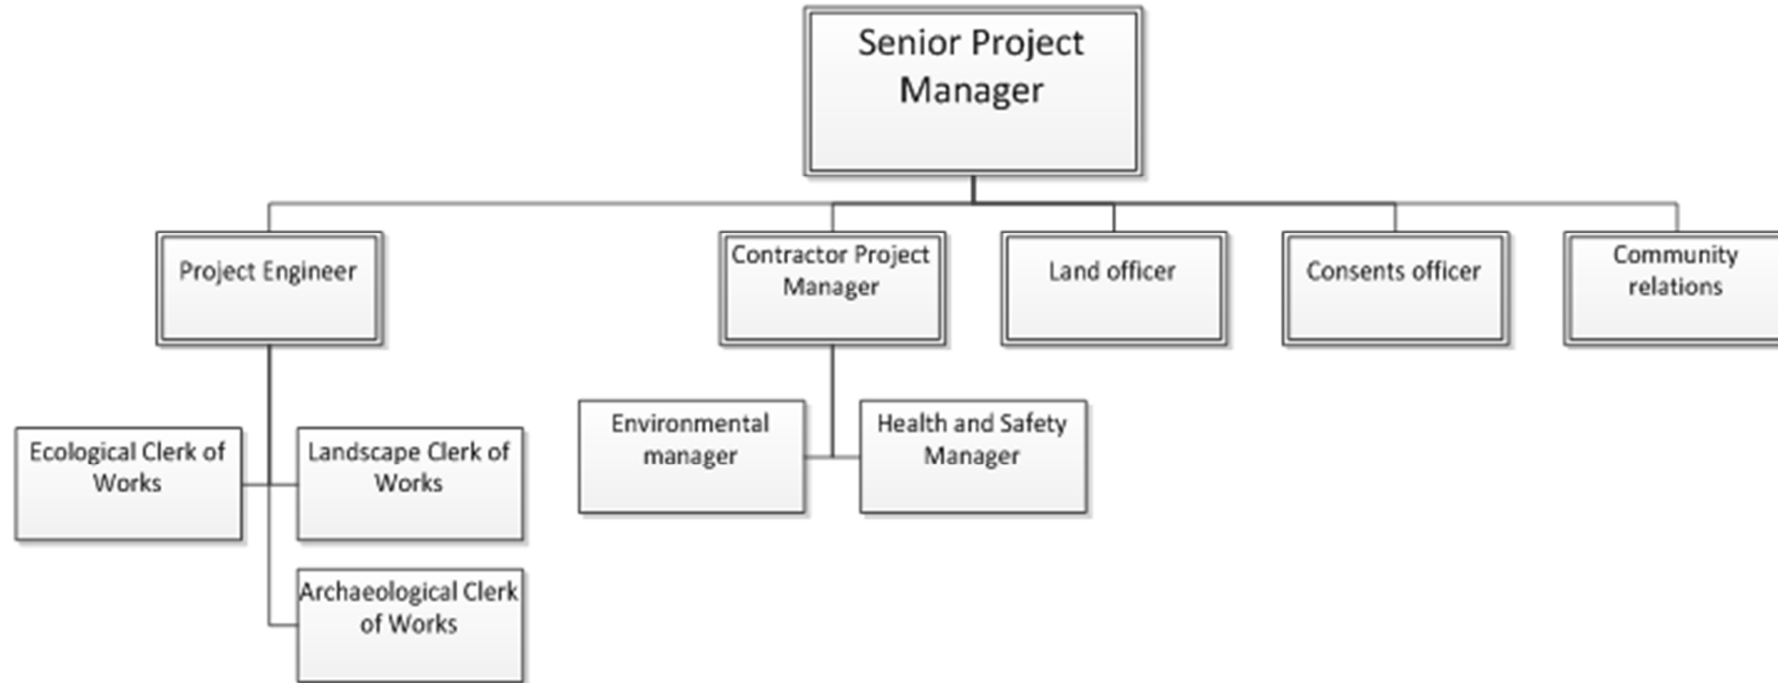 Senior Project
Manager
Project Engineer
Contractor Project
Manager
Land officer
Consents officer
Community
relations
Ecological Clerk of
Works
Landscape Clerk of
Works
Archaeological Clerk
of Works
Environmental
manager
Health and Safety
Manager